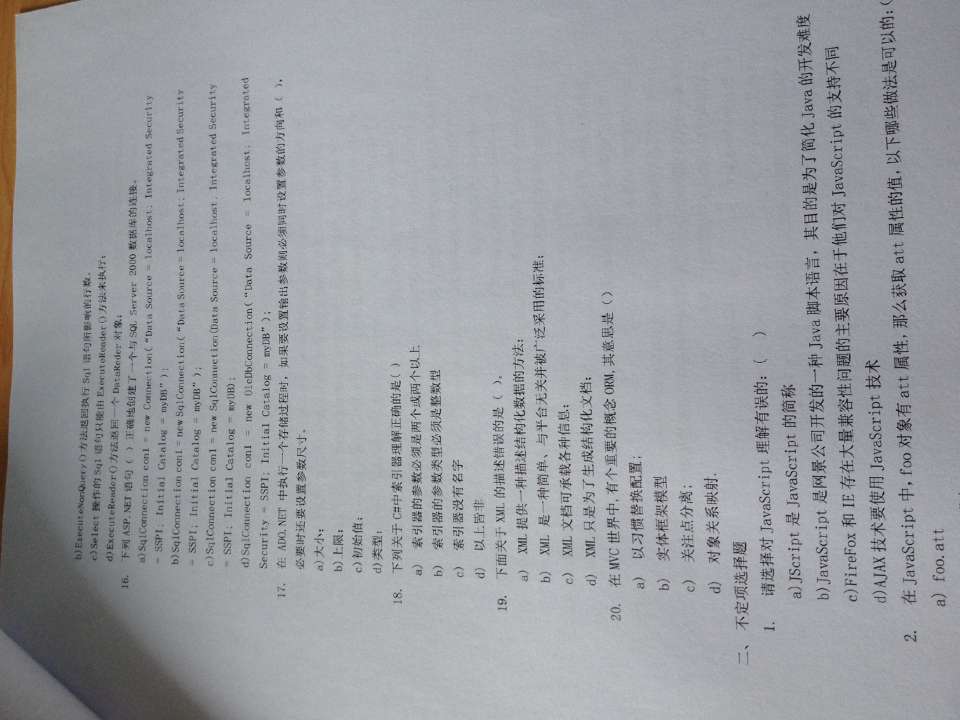 b)ExecuteNonQuery()方法返回执行 Sql 语句所影响的行数。
c)Select 操作的 Sql 语句只能由 ExecuteReader()方法来执行;
d)ExecuteReader()方法返回一个 DataReder 对象;
16. 下列 ASP.NET 语句( )正确地创建了一个与 SQL Server 2000 数据库的连接。
a)SqlConnection con1 = new Connection(“Data Source = localhost; Integrated Security
= SSPI; Initial Catalog = myDB”);
b)SqlConnection con1 = new SqlConnection(“Data Source = localhost; Integrated Security
= SSPI; Initial Catalog = myDB”);
c)SqlConnection con1 = new SqlConnection(Data Source = localhost; Integrated Security
= SSPI; Initial Catalog = myDB);
d)SqlConnection con1 = new OleDbConnection(“Data Source = localhost; Integrated
Security = SSPI; Initial Catalog = myDB”);
17. 在 ADO.NET 中执行一个存储过程时,如果要设置输出参数则必须同时设置参数的方向和( ),
必要时还要设置参数尺寸。
a)大小;
b)上限;
c)初始值;
d)类型;
18. 下列关于 C#中索引器理解正确的是( )
a) 索引器的参数必须是两个或两个以上
b) 索引器的参数类型必须是整数型
c) 索引器没有名字
d) 以上皆非
19. 下面关于 XML 的描述错误的是( )。
a) XML 提供一种描述结构化数据的方法;
b) XML 是一种简单、与平台无关并被广泛采用的标准;
c) XML 文档可承载各种信息;
d) XML 只是为了生成结构化文档;
20. 在 MVC 世界中,有个重要的概念 ORM,其意思是()
a) 以习惯替换配置;
b) 实体框架模型
c) 关注点分离;
d) 对象关系映射.
二、 不定项选择题
1. 请选择对 JavaScript 理解有误的:( )
a)JScript 是 JavaScript 的简称
b)JavaScript 是网景公司开发的一种 Java 脚本语言,其目的是为了简化 Java 的开发难度
c)FireFox 和 IE 存在大量兼容性问题的主要原因在于他们对 JavaScript 的支持不同
d)AJAX 技术要使用 JavaScript 技术
2. 在 JavaScript 中,foo 对象有 att 属性,那么获取 att 属性的值,以下哪些做法是可以的:(
a) foo.att